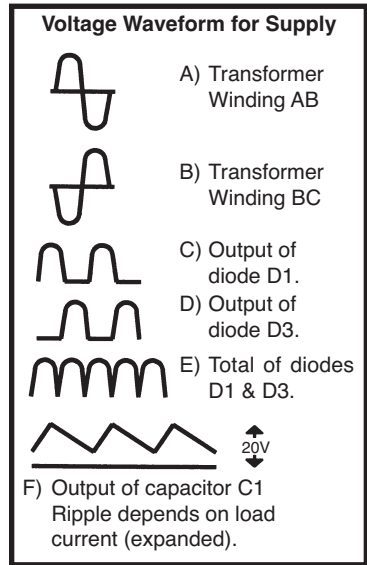 Voltage Waveform for Supply
A) Transformer
Winding AB
B) Transformer
Winding BC
C) Output of
diode D1.
D) Output of
diode D3.
E) Total of diodes
D1 & D3.
20V
F) Output of capacitor C1
Ripple depends on load
current (expanded).